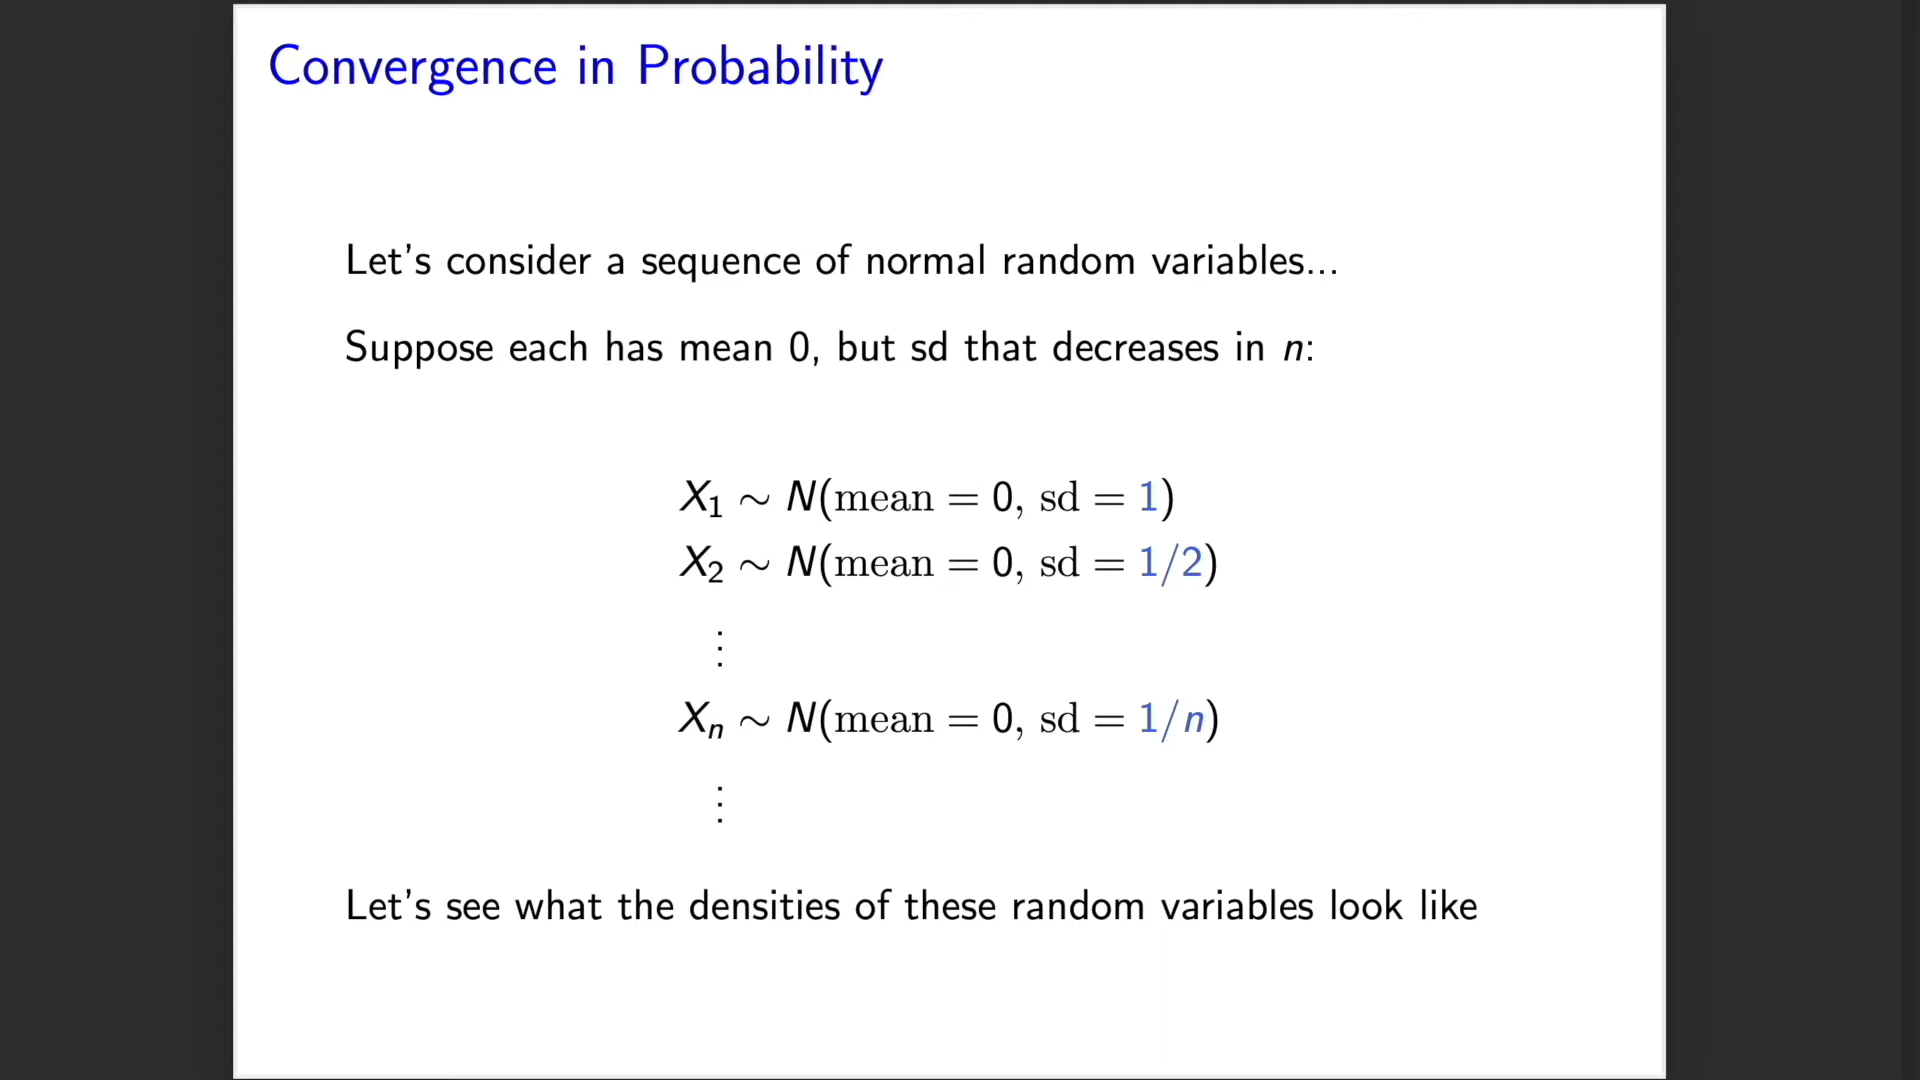 Convergence in Probability
Let's consider a sequence of normal random variables...
Suppose each has mean 0, but sd that decreases in n:
X₁ ∼ N(mean = 0, sd = 1)
X₂ ∼ N(mean = 0, sd = 1/2)
⋮
Xₙ ∼ N(mean = 0, sd = 1/n)
⋮
Let's see what the densities of these random variables look like